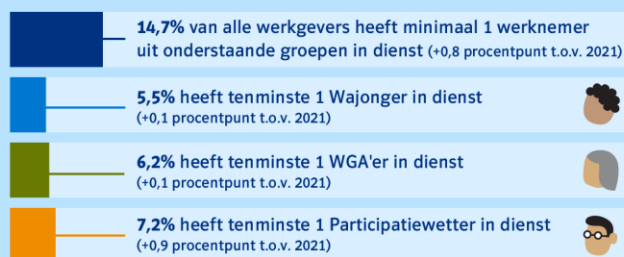 14,7% van alle werkgevers heeft minimaal 1 werknemer
uit onderstaande groepen in dienst (+0,8 procentpunt t.o.v. 2021)
5,5% heeft tenminste 1 Wajonger in dienst
(+0,1 procentpunt t.o.v. 2021)
6,2% heeft tenminste 1 WGA'er in dienst
(+0,1 procentpunt t.o.v. 2021)
7,2% heeft tenminste 1 Participatiewetter in dienst
(+0,9 procentpunt t.o.v. 2021)